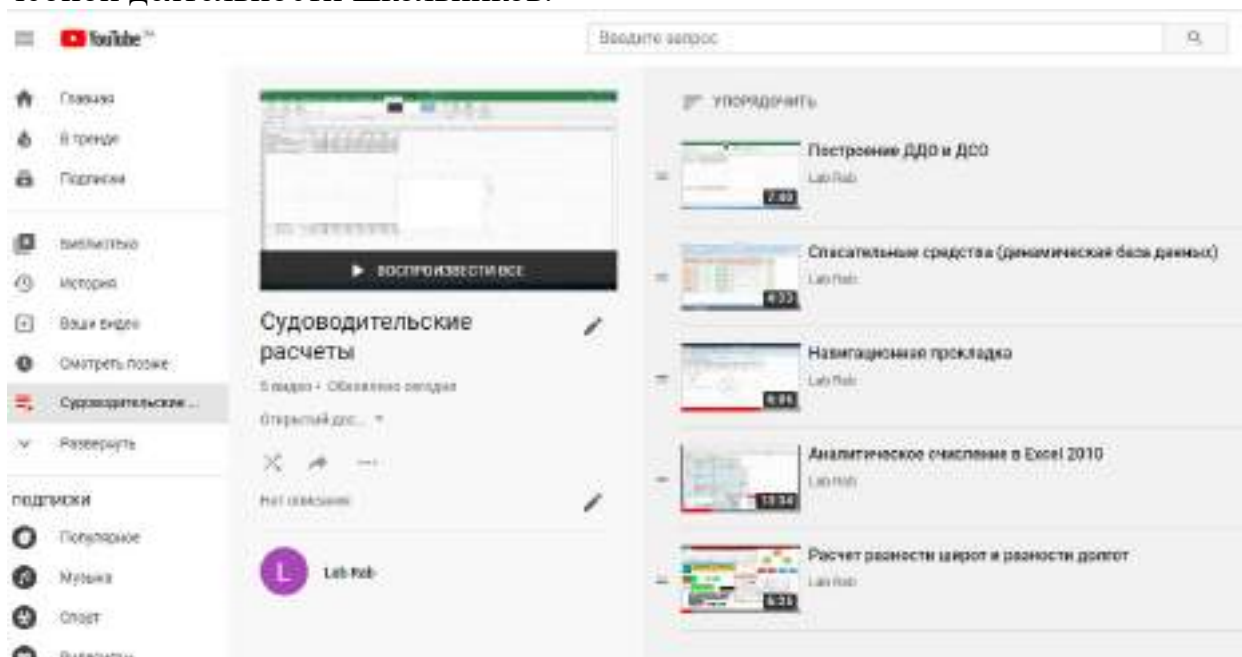 YouTube
Введите запрос
Главная
В тренде
Подписки
Библиотека
История
Ваши видео
Смотреть позже
Судоводительские ...
Развернуть
ПОДПИСКИ
Популярное
Музыка
Спорт
ВОСПРОИЗВЕСТИ ВСЕ
Судоводительские
расчеты
5 видео • Обновлено сегодня
Открытый дос...
Нет описания
L
Lab Rab
УПОРЯДОЧИТЬ
Построение ДДО и ДСО
Lab Rab
Спасательные средства (динамическая база данных)
Lab Rab
4:33
Навигационная прокладка
Lab Rab
Аналитическое счисление в Excel 2010
Lab Rab
Расчет разности широт и разности долгот
Lab Rab